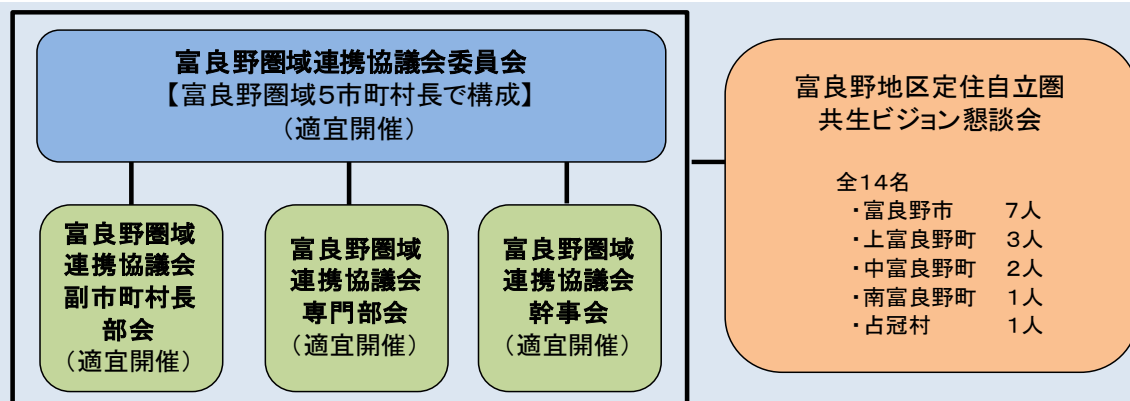 富良野圏域連携協議会委員会
【富良野圏域5市町村長で構成】
（適宜開催）
富良野圏域
連携協議会
副市町村長
部会
（適宜開催）
富良野圏域
連携協議会
専門部会
（適宜開催）
富良野圏域
連携協議会
幹事会
（適宜開催）
富良野地区定住自立圏
共生ビジョン懇談会
全14名
・富良野市　7人
・上富良野町　3人
・中富良野町　2人
・南富良野町　1人
・占冠村　1人